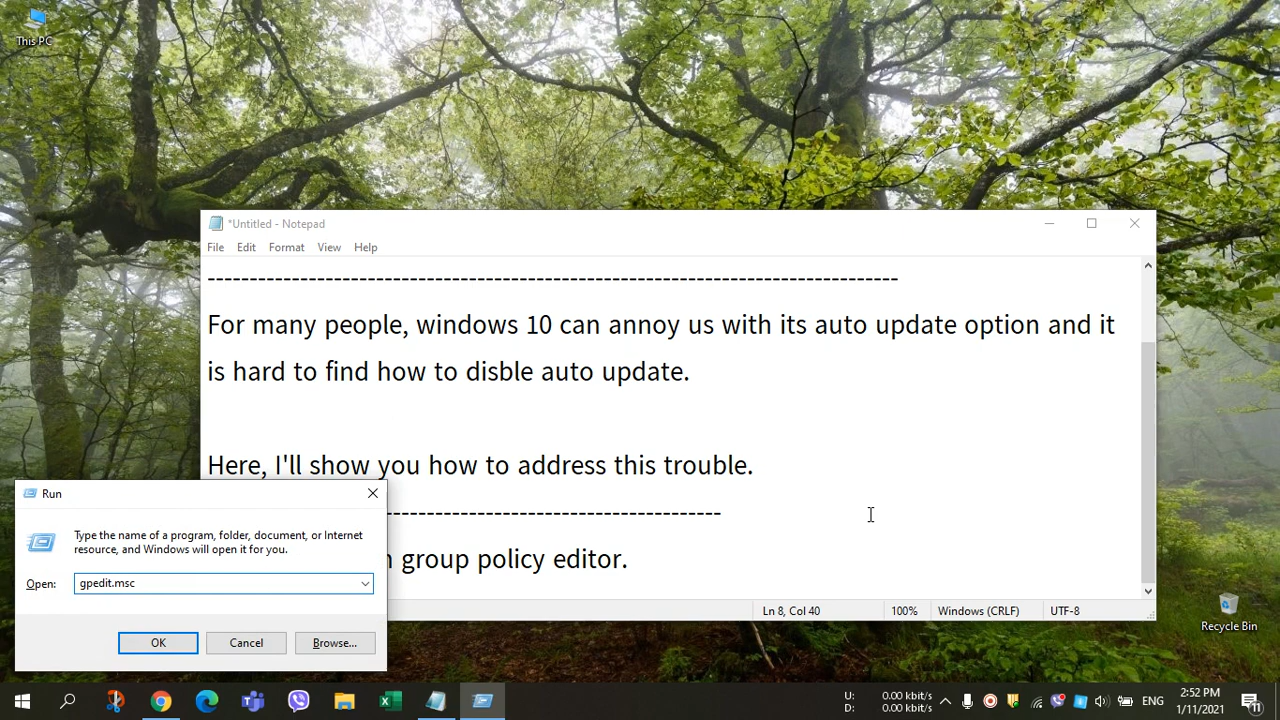 This PC
*Untitled - Notepad
File Edit Format View Help
----------------------------------------------------------------------------------
For many people, windows 10 can annoy us with its auto update option and it
is hard to find how to disble auto update.
Here, I'll show you how to address this trouble.
----------------------------------------
group policy editor.
Ln 8, Col 40 100% Windows (CRLF) UTF-8
Run
Type the name of a program, folder, document, or Internet
resource, and Windows will open it for you.
Open: gpedit.msc
OK Cancel Browse...
Recycle Bin
U: 0.00 kbit/s
D: 0.00 kbit/s
ENG
2:52 PM
1/11/2021
11